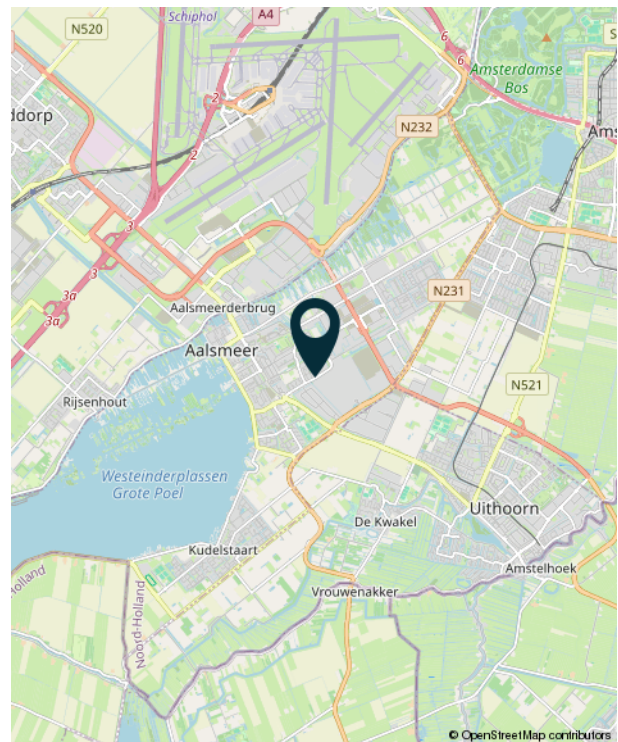 Schiphol
A4
N520
6
S
6
Amsterdamse
Bos
2
ddorp
N232
Ams
2
3
3
3a
3a
N231
Aalsmeerderbrug
Aalsmeer
N521
Rijsenhout
Westeinderplassen
Grote Poel
Uithoorn
De Kwakel
Kudelstaart
Amstelhoek
Holland
Vrouwenakker
Noord-Holland
© OpenStreetMap contributors